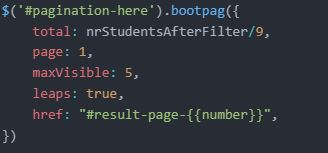 $('#pagination-here').bootpag({
    total: nrStudentsAfterFilter/9,
    page: 1,
    maxVisible: 5,
    leaps: true,
    href: "#result-page-{{number}}",
})